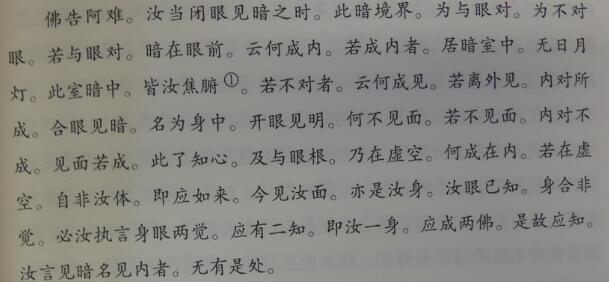 佛告阿难。汝当闭眼见暗之时。此暗境界。为与眼对。为不对
眼。若与眼对。暗在眼前。云何成内。若成内者。居暗室中。无日月
灯。此室暗中。皆汝焦腑①。若不对者。云何成见。若离外见。内对所
成。合眼见暗。名为身中。开眼见明。何不见面。若不见面。内对不
成。见面若成。此了知心。及与眼根。乃在虚空。何成在内。若在虚
空。自非汝体。即应如来。今见汝面。亦是汝身。汝眼已知。身合非
觉。必汝执言身眼两觉。应有二知。即汝一身。应成两佛。是故应知。
汝言见暗名见内者。无有是处。